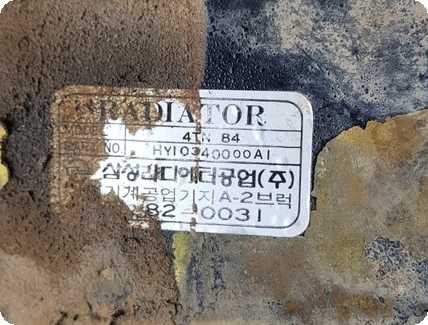 RADIATOR
4TN 84
NO. HY10340000A1
삼성라디에터공업(주)
기계공업기지A-2브럭
82-0031